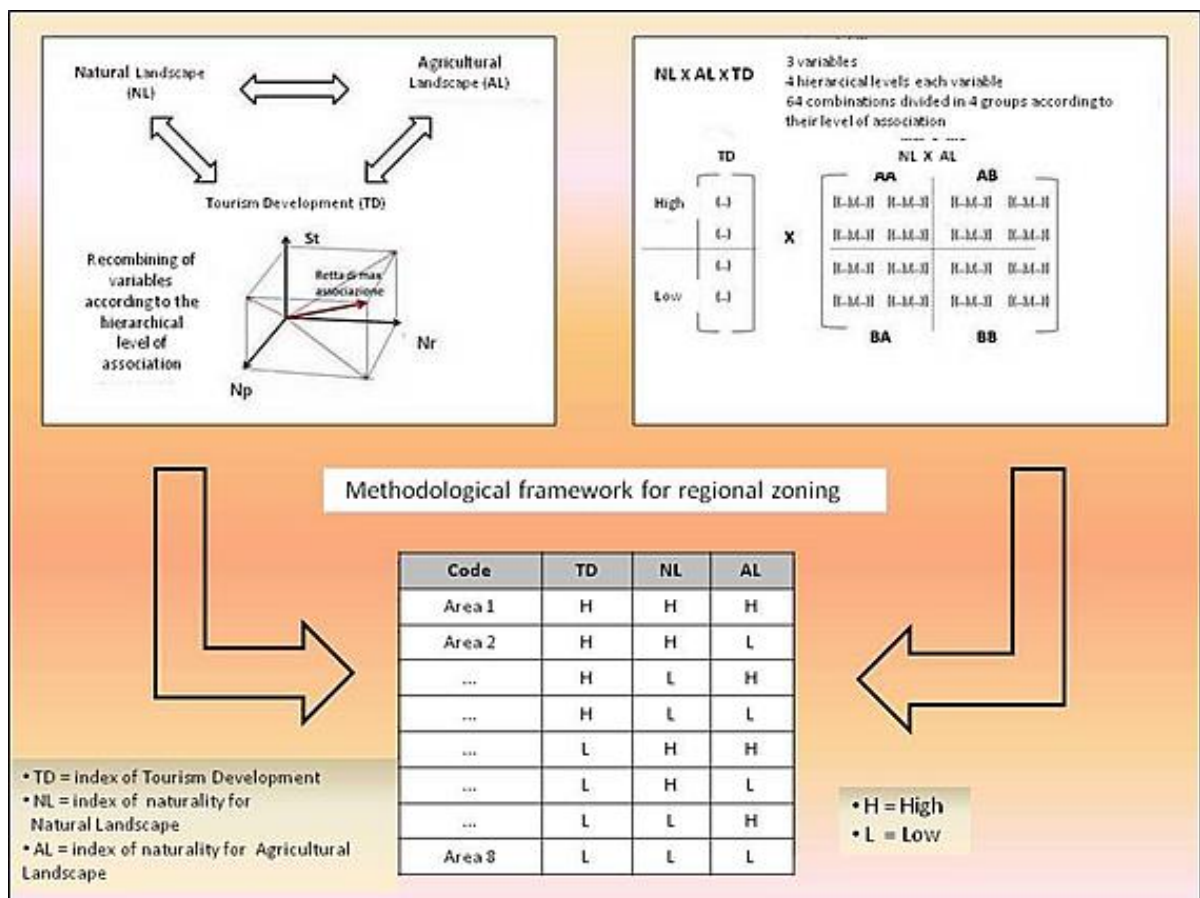 Natural Landscape
(NL)
Agricultural
Landscape (AL)
Tourism Development (TD)
Recombining of
variables
according to the
hierarchical
level of
association
St
Retta di max
associazione
Nr
Np
NL X AL X TD
3 variables
4 hierarcical levels each variable
64 combinations divided in 4 groups according to
their level of association
TD
NL X AL
AA AB
High
X
Low
BA BB
Methodological framework for regional zoning
Code TD NL AL
Area 1 H H H
Area 2 H H L
... H L H
... H L L
... L H H
... L H L
... L L H
Area 8 L L L
• TD = index of Tourism Development
• NL = index of naturality for
Natural Landscape
• AL = index of naturality for Agricultural
Landscape
• H = High
• L = Low